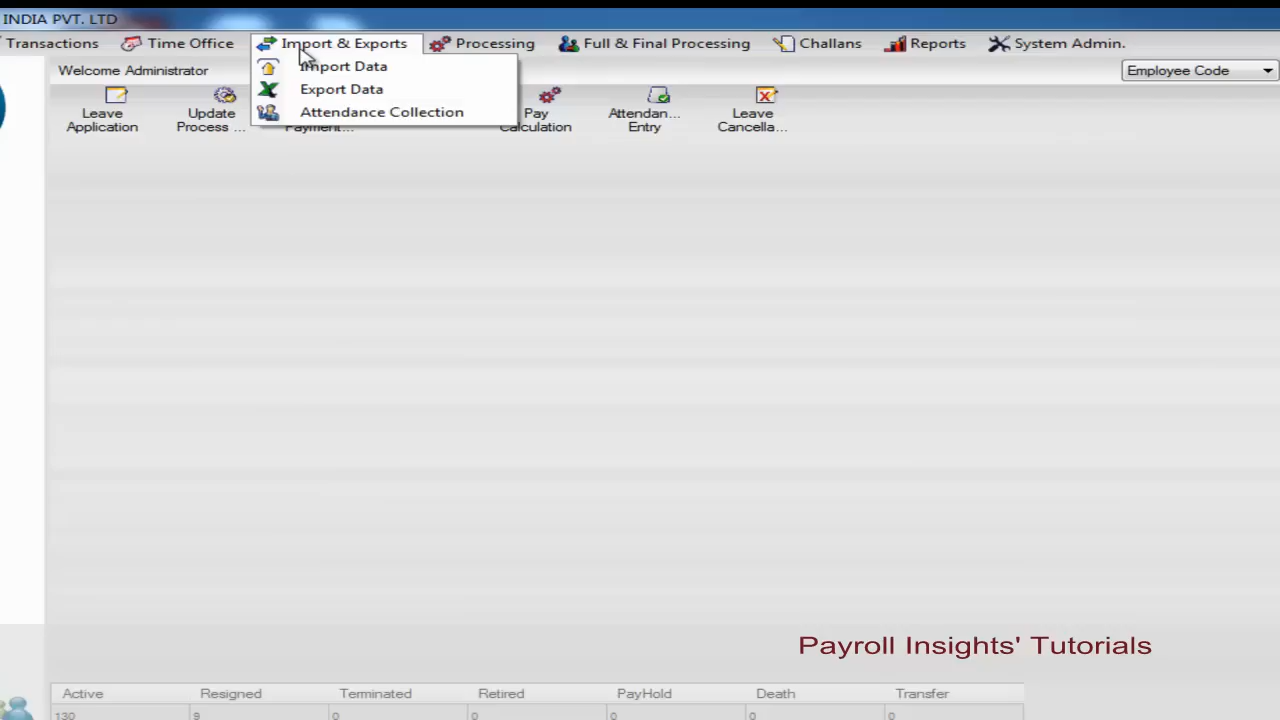 INDIA PVT. LTD
Transactions Time Office Import & Exports Processing Full & Final Processing Challans Reports System Admin.
Welcome Administrator
Employee Code
Import Data
Export Data
Attendance Collection
Leave Application
Update Process ...
Payment...
Pay Calculation
Attendan... Entry
Leave Cancella...
Payroll Insights' Tutorials
Active Resigned Terminated Retired PayHold Death Transfer
130 9 0 0 0 0 0